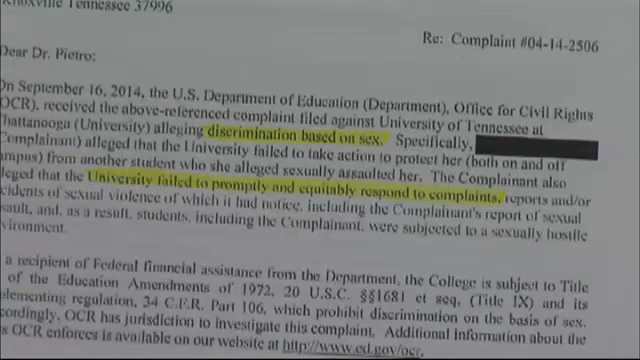 Knoxville Tennessee 37996
Re: Complaint #04-14-2506
Dear Dr. Pietro:
On September 16, 2014, the U.S. Department of Education (Department), Office for Civil Rights
OCR), received the above-referenced complaint filed against University of Tennessee at
hattanooga (University) alleging discrimination based on sex. Specifically,
Complainant) alleged that the University failed to take action to protect her (both on and off
ampus) from another student who she alleged sexually assaulted her. The Complainant also
leged that the University failed to promptly and equitably respond to complaints, reports and/or
cidents of sexual violence of which it had notice, including the Complainant's report of sexual
sault, and, as a result, students, including the Complainant, were subjected to a sexually hostile
vironment.
a recipient of Federal financial assistance from the Department, the College is subject to Title
of the Education Amendments of 1972, 20 U.S.C. §§1681 et seq. (Title IX) and its
plementing regulation, 34 C.F.R. Part 106, which prohibit discrimination on the basis of sex.
cordingly, OCR has jurisdiction to investigate this complaint. Additional information about the
s OCR enforces is available on our website at http://www.ed.gov/ocr.